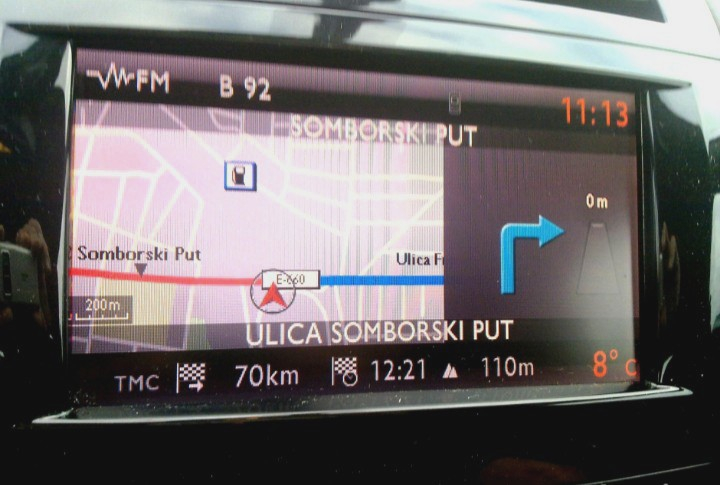 FM B 92 11:13
SOMBORSKI PUT
0m
Somborski Put
Ulica
E-660
200m
ULICA SOMBORSKI PUT
TMC 70km 12:21 110m 8° C